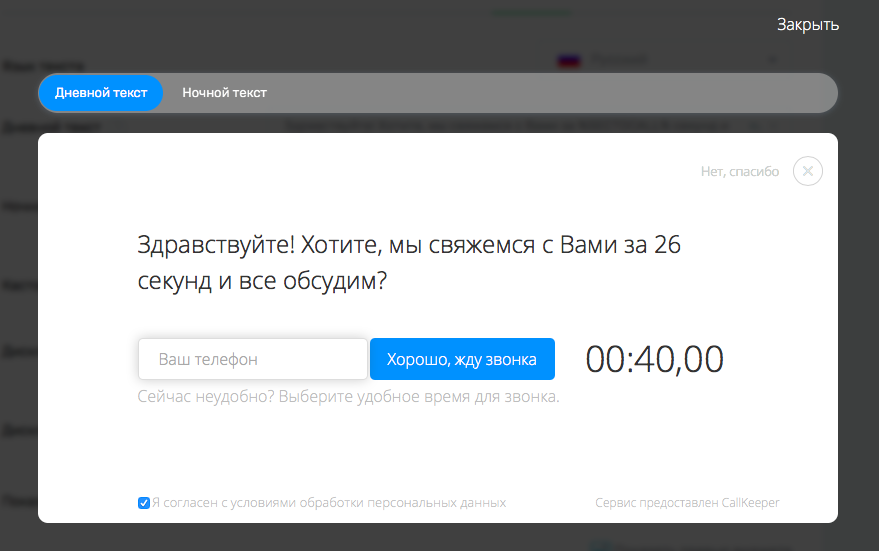 Закрыть
Дневной текст
Ночной текст
Нет, спасибо
Здравствуйте! Хотите, мы свяжемся с Вами за 26
секунд и все обсудим?
Ваш телефон
Хорошо, жду звонка
00:40,00
Сейчас неудобно? Выберите удобное время для звонка.
Я согласен с условиями обработки персональных данных
Сервис предоставлен CallKeeper